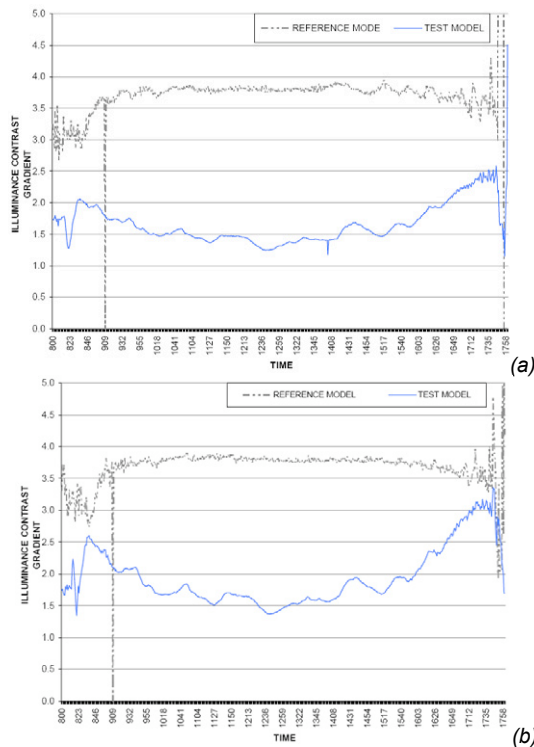 REFERENCE MODE TEST MODEL
5.0
4.5
4.0
3.5
3.0
2.5
2.0
1.5
1.0
0.5
0.0
ILLUMINANCE CONTRAST
GRADIENT
800 823 846 909 932 955 1018 1041 1104 1127 1150 1213 1236 1259 1322 1345 1408 1431 1454 1517 1540 1603 1626 1649 1712 1735 1758
TIME
(a)
REFERENCE MODEL TEST MODEL
5.0
4.5
4.0
3.5
3.0
2.5
2.0
1.5
1.0
0.5
0.0
ILLUMINANCE CONTRAST
GRADIENT
800 823 846 909 932 955 1018 1041 1104 1127 1150 1213 1236 1259 1322 1345 1408 1431 1454 1517 1540 1603 1626 1649 1712 1735 1758
TIME
(b)